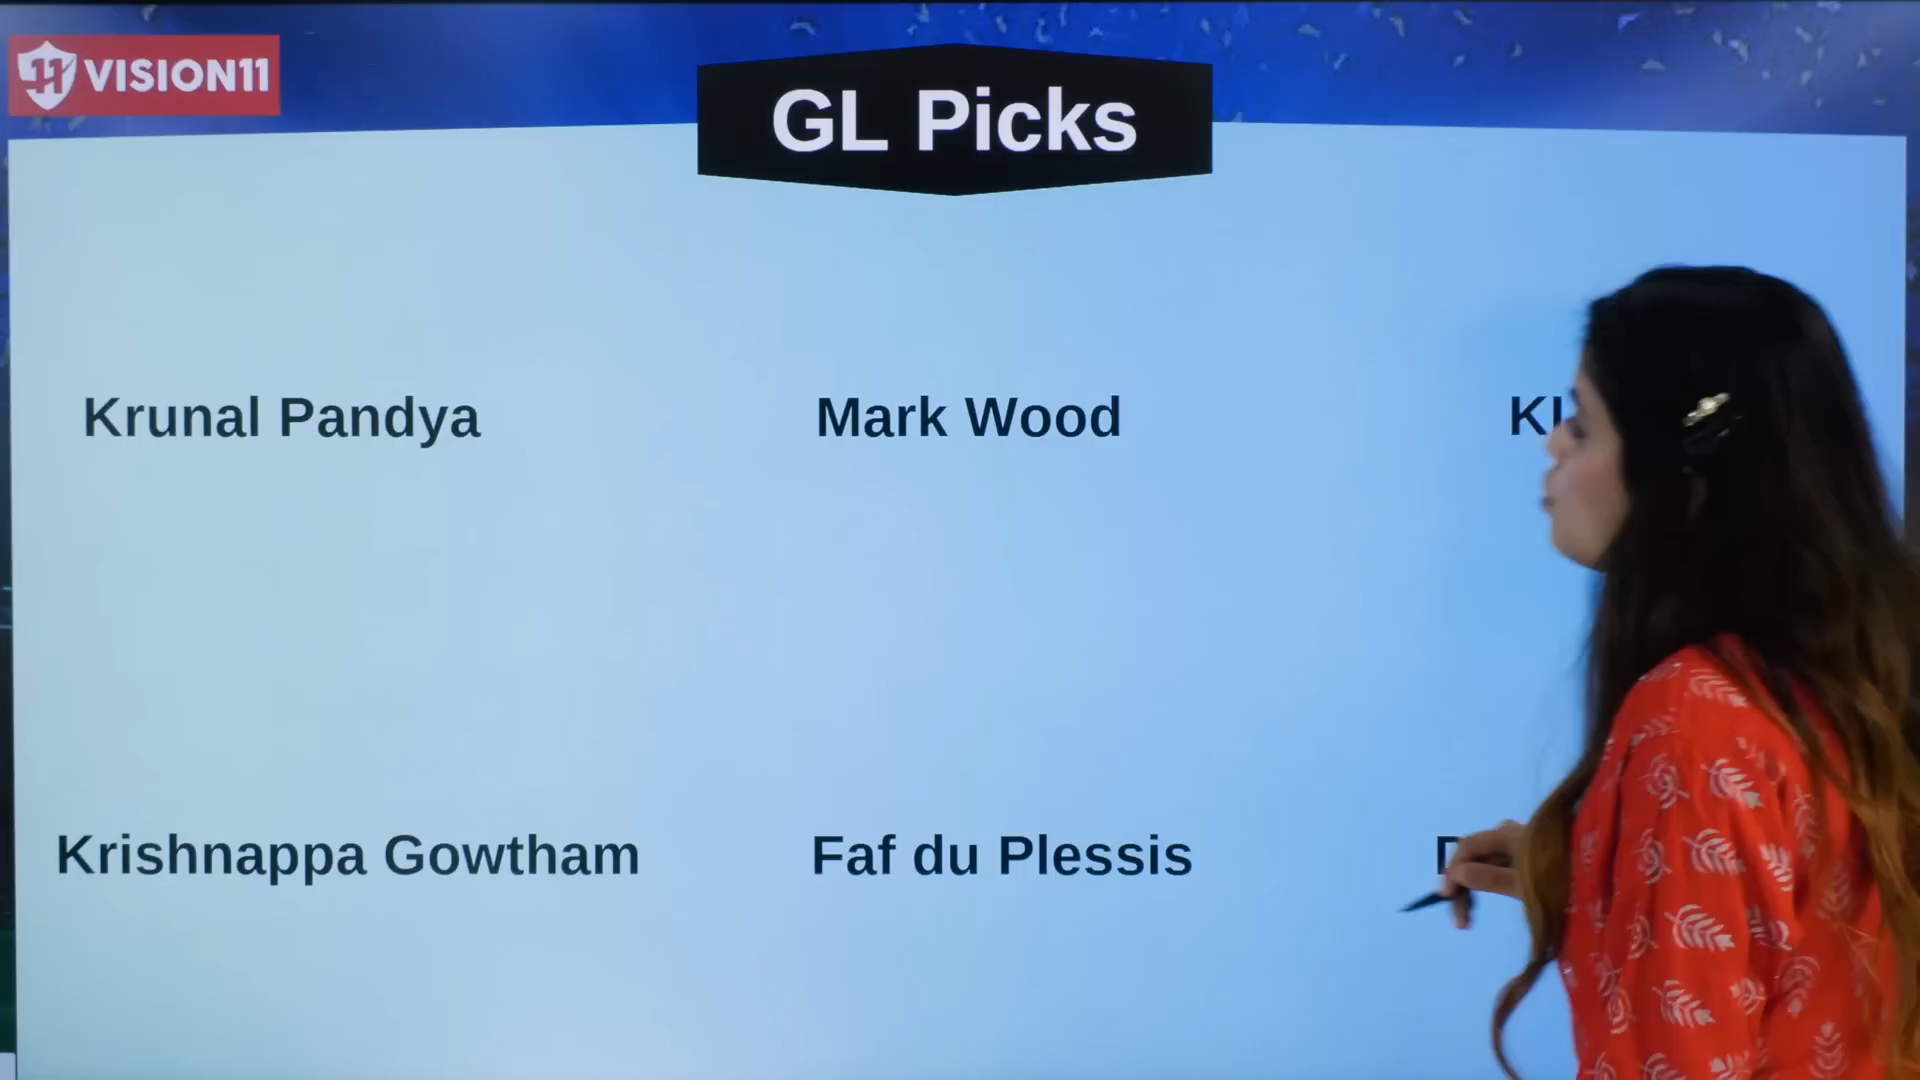 VISION11
GL Picks
Krunal Pandya
Mark Wood
Krishnappa Gowtham
Faf du Plessis